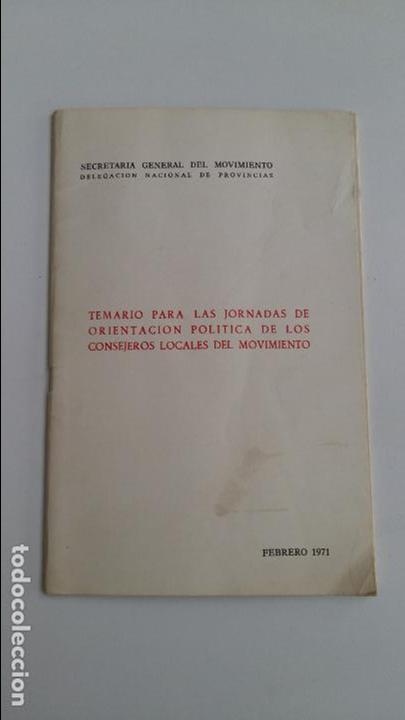 SECRETARIA GENERAL DEL MOVIMIENTO
DELEGACION NACIONAL DE PROVINCIAS
TEMARIO PARA LAS JORNADAS DE
ORIENTACION POLITICA DE LOS
CONSEJEROS LOCALES DEL MOVIMIENTO
FEBRERO 1971
todocoleccion